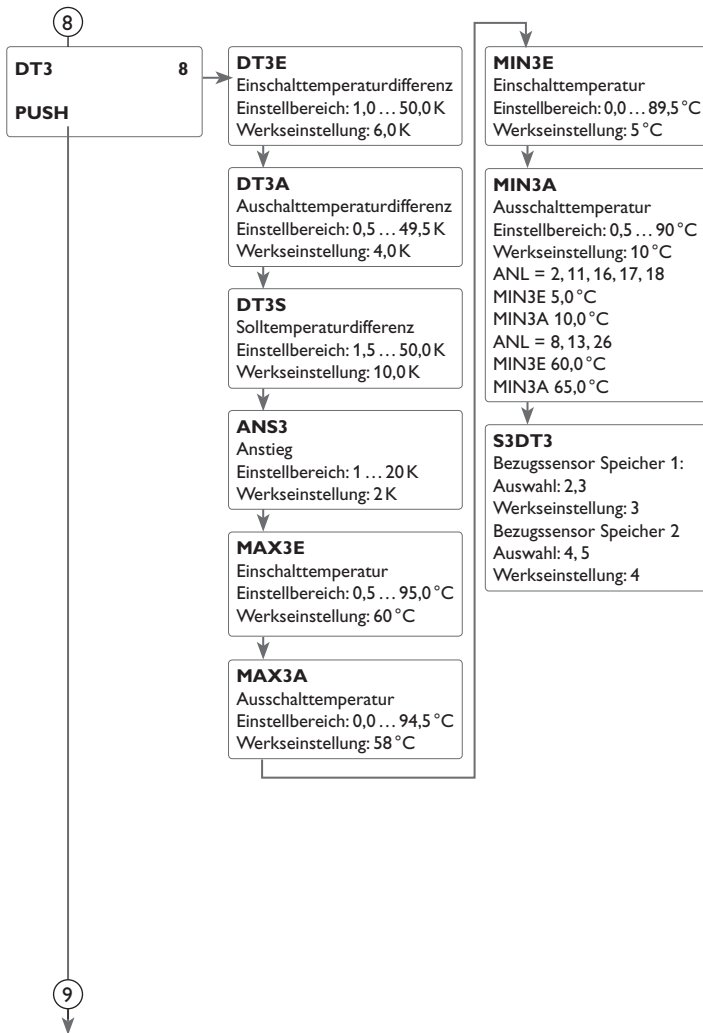 8
DT3 8
PUSH
DT3E
Einschalttemperaturdifferenz
Einstellbereich: 1,0 … 50,0 K
Werkseinstellung: 6,0 K
DT3A
Auschalttemperaturdifferenz
Einstellbereich: 0,5 … 49,5 K
Werkseinstellung: 4,0 K
DT3S
Solltemperaturdifferenz
Einstellbereich: 1,5 … 50,0 K
Werkseinstellung: 10,0 K
ANS3
Anstieg
Einstellbereich: 1 … 20 K
Werkseinstellung: 2 K
MAX3E
Einschalttemperatur
Einstellbereich: 0,5 … 95,0 °C
Werkseinstellung: 60 °C
MAX3A
Ausschalttemperatur
Einstellbereich: 0,0 … 94,5 °C
Werkseinstellung: 58 °C
MIN3E
Einschalttemperatur
Einstellbereich: 0,0 … 89,5 °C
Werkseinstellung: 5 °C
MIN3A
Ausschalttemperatur
Einstellbereich: 0,5 … 90 °C
Werkseinstellung: 10 °C
ANL = 2, 11, 16, 17, 18
MIN3E 5,0 °C
MIN3A 10,0 °C
ANL = 8, 13, 26
MIN3E 60,0 °C
MIN3A 65,0 °C
S3DT3
Bezugssensor Speicher 1:
Auswahl: 2,3
Werkseinstellung: 3
Bezugssensor Speicher 2
Auswahl: 4, 5
Werkseinstellung: 4
9